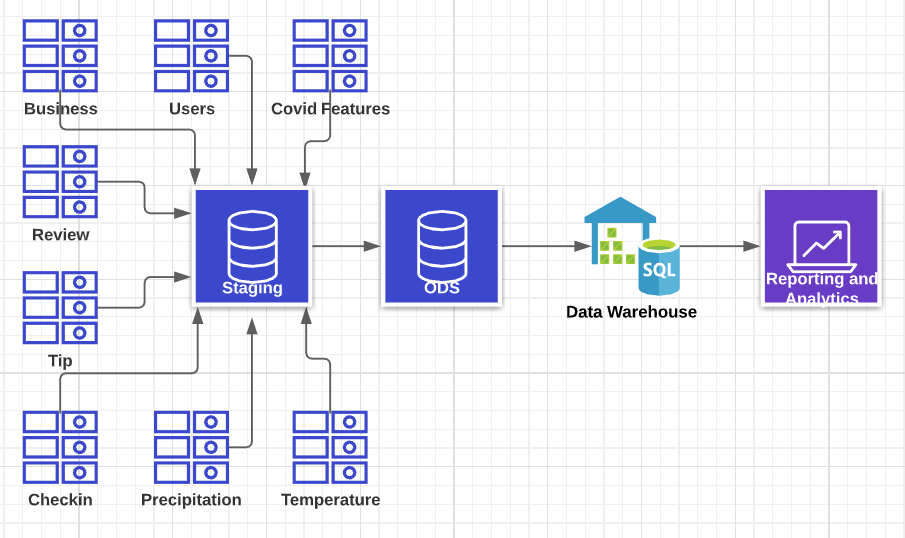 Business
Users
Covid Features
Review
Tip
Staging
ODS
SQL
Data Warehouse
Reporting and
Analytics
Checkin
Precipitation
Temperature